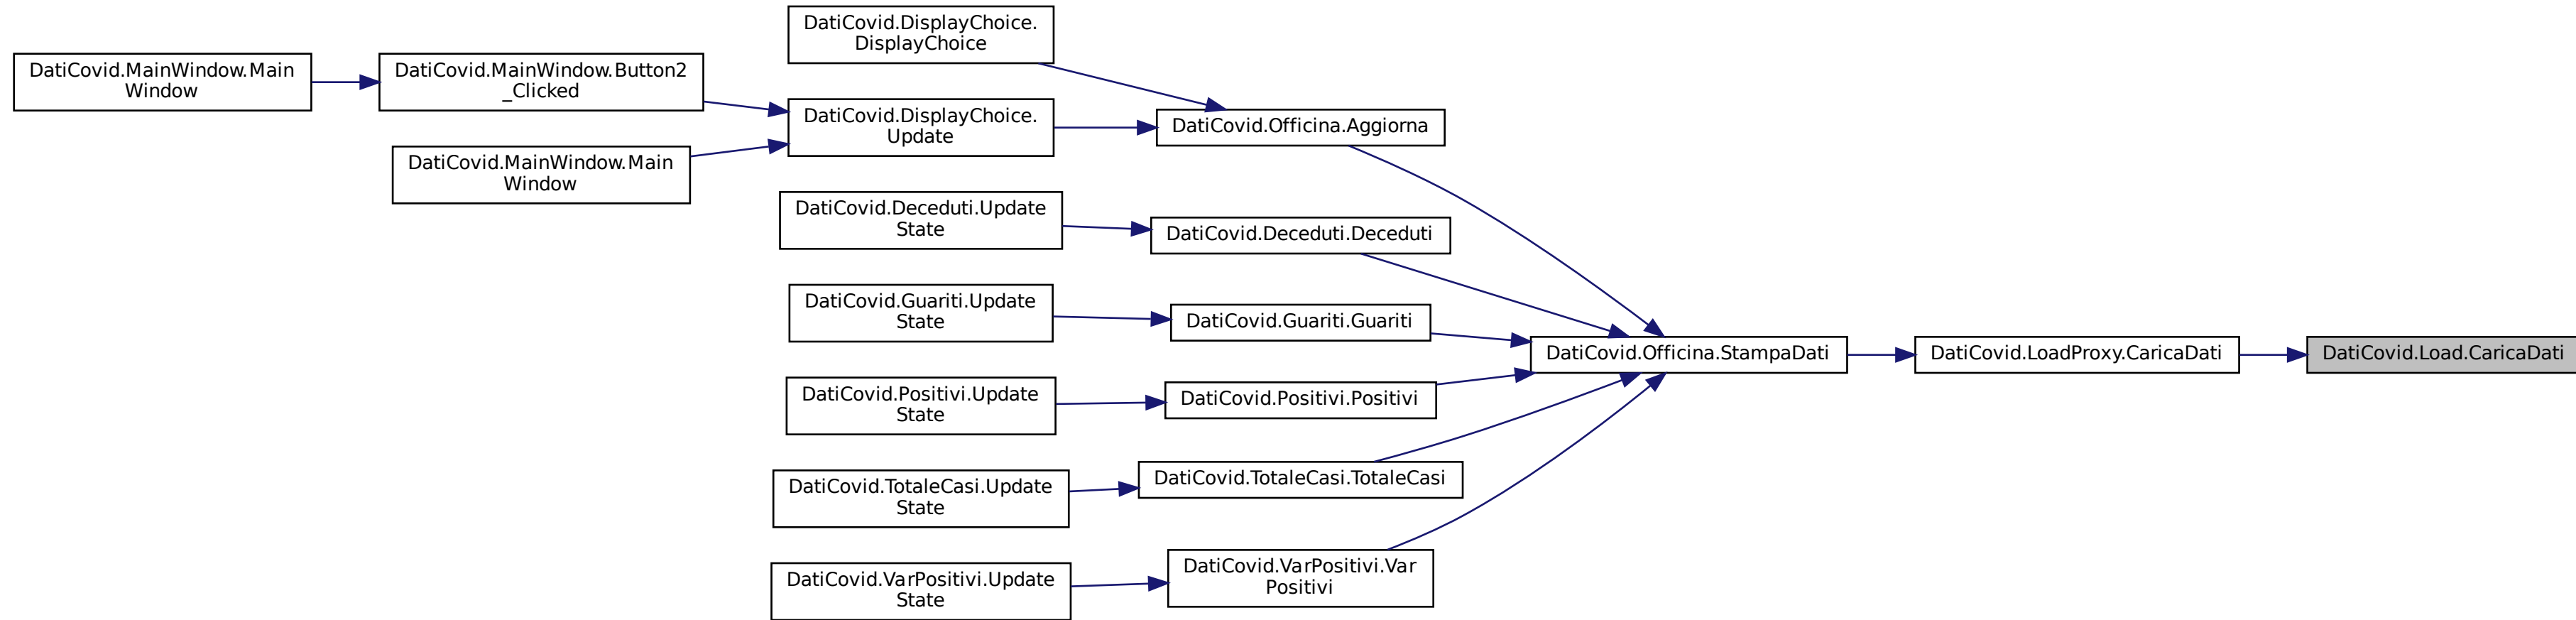 DatiCovid.MainWindow.Main
Window
DatiCovid.MainWindow.Button2
_Clicked
DatiCovid.MainWindow.Main
Window
DatiCovid.DisplayChoice.
DisplayChoice
DatiCovid.DisplayChoice.
Update
DatiCovid.Deceduti.Update
State
DatiCovid.Guariti.Update
State
DatiCovid.Positivi.Update
State
DatiCovid.TotaleCasi.Update
State
DatiCovid.VarPositivi.Update
State
DatiCovid.Officina.Aggiorna
DatiCovid.Deceduti.Deceduti
DatiCovid.Guariti.Guariti
DatiCovid.Positivi.Positivi
DatiCovid.TotaleCasi.TotaleCasi
DatiCovid.VarPositivi.Var
Positivi
DatiCovid.Officina.StampaDati
DatiCovid.LoadProxy.CaricaDati
DatiCovid.Load.CaricaDati